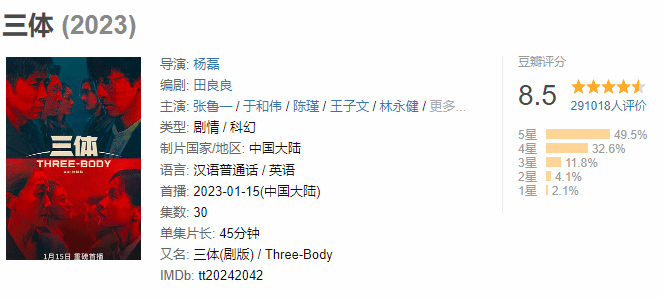 三体 (2023)
三体
THREE-BODY
1月15日 重磅首播
导演: 杨磊
编剧: 田良良
主演: 张鲁一 / 于和伟 / 陈瑾 / 王子文 / 林永健 / 更多...
类型: 剧情 / 科幻
制片国家/地区: 中国大陆
语言: 汉语普通话 / 英语
首播: 2023-01-15(中国大陆)
集数: 30
单集片长: 45分钟
又名: 三体(剧版) / Three-Body
IMDb: tt20242042
豆瓣评分
8.5
291018人评价
5星 49.5%
4星 32.6%
3星 11.8%
2星 4.1%
1星 2.1%